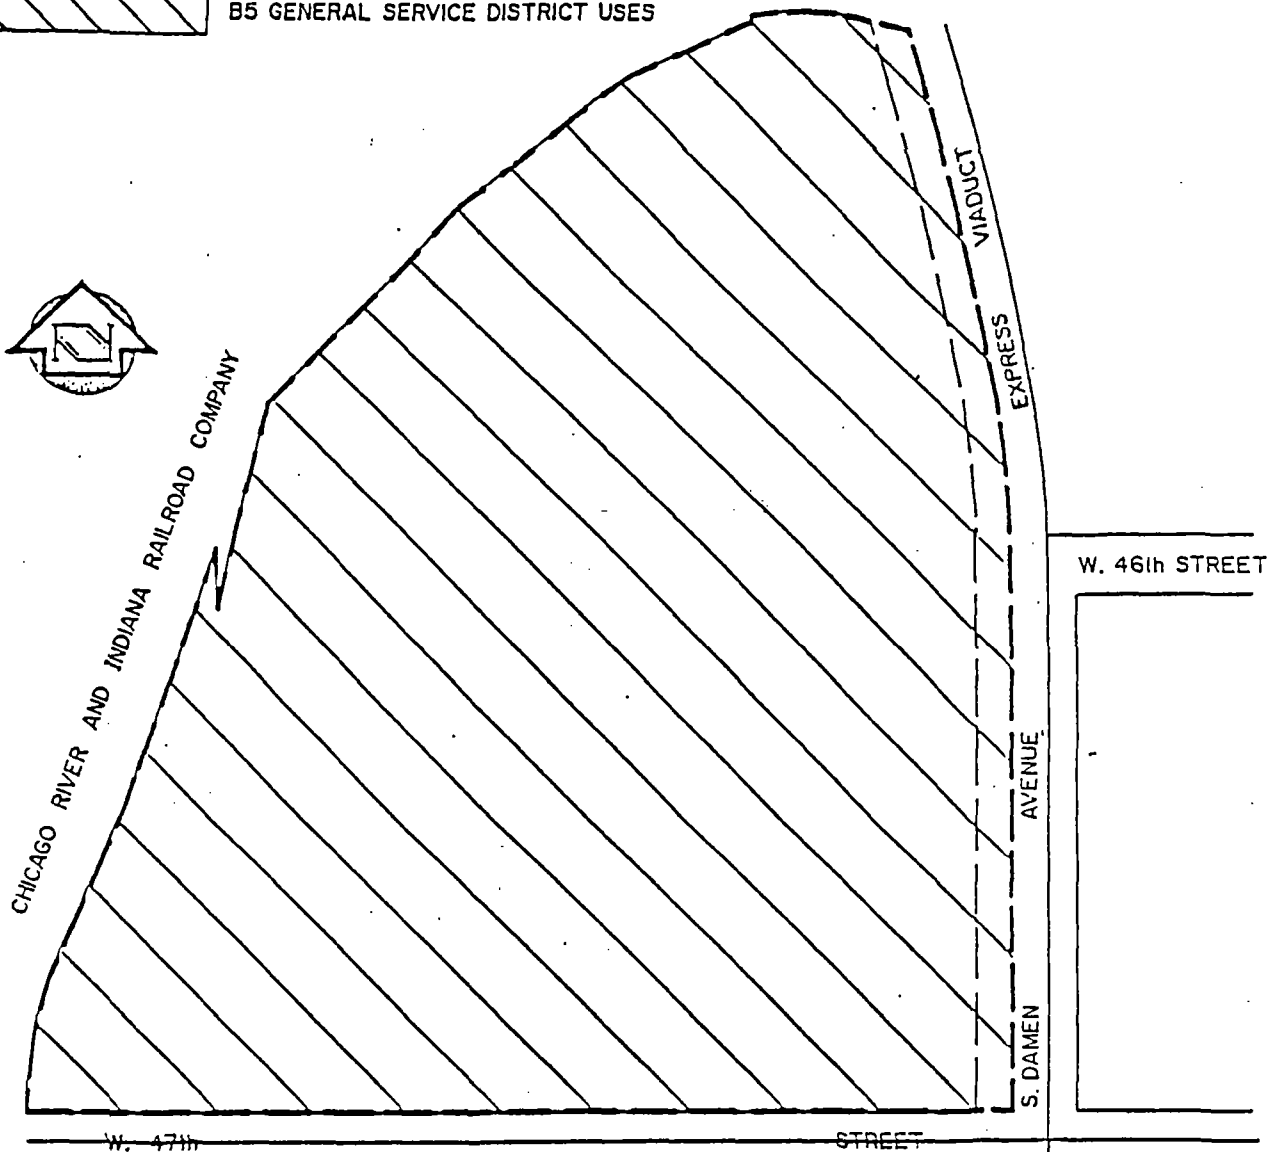 B5 GENERAL SERVICE DISTRICT USES
VIADUCT
EXPRESS
N
CHICAGO RIVER AND INDIANA RAILROAD COMPANY
W. 46th STREET
S. DAMEN AVENUE
W. 47th STREET